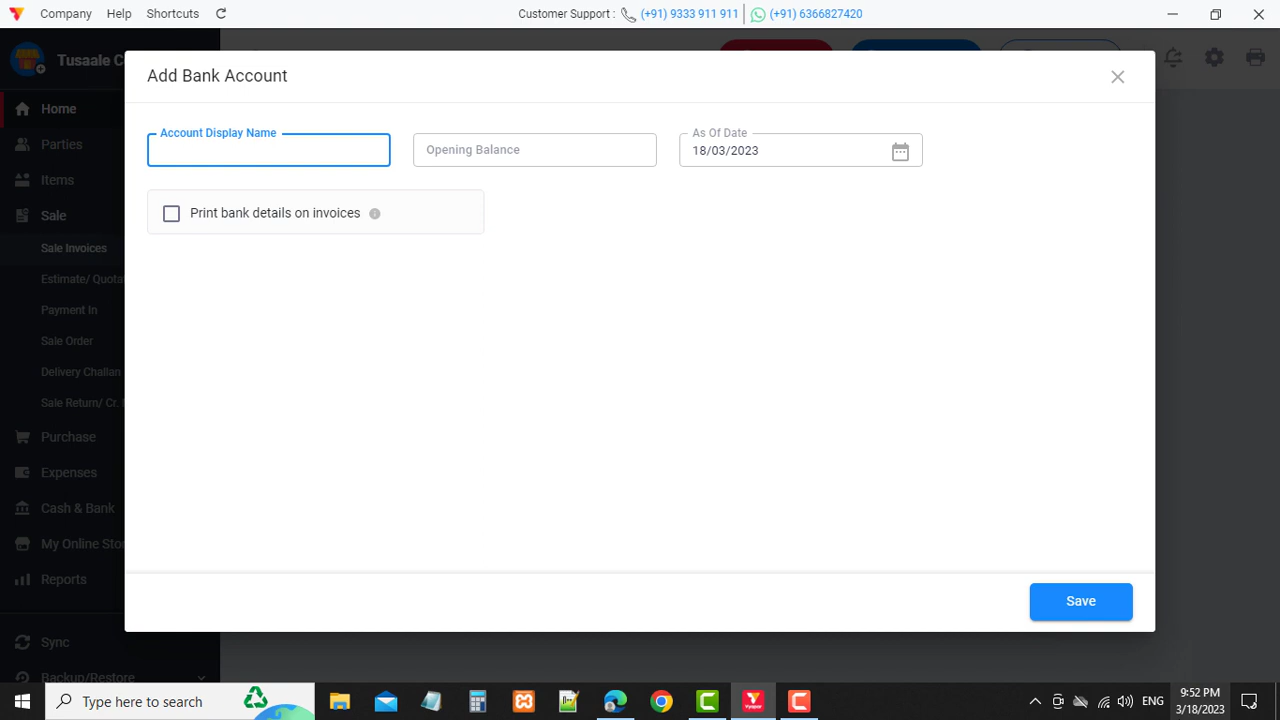 Company Help Shortcuts
Customer Support : (+91) 9333 911 911 (+91) 6366827420
Tusaale C
Add Bank Account
Home
Account Display Name
Opening Balance
As Of Date
18/03/2023
Parties
Items
Print bank details on invoices
Sale
Sale Invoices
Estimate/ Quota
Payment In
Sale Order
Delivery Challan
Sale Return/ Cr.
Purchase
Expenses
Cash & Bank
My Online Sto
Reports
Save
Sync
Backup/Restore
Type here to search
Vyapar
ENG
9:52 PM
3/18/2023